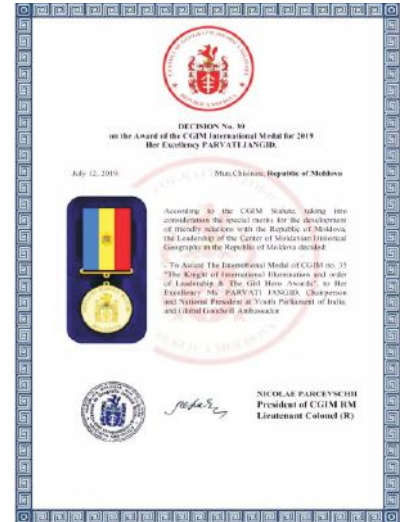 REPUBLICA MOLDOVA
DECISION No. 30
on the Award of the CGIM International Medal for 2019
Her Excellency PARVATI JANGID,
July 12, 2019. Mun.Chisinau, Republic of Moldova
According to the CGIM Statute, taking into
consideration the special merits for the development
of friendly relations with the Republic of Moldova,
the Leadership of the Center of Moldavian Historical
Geography in the Republic of Moldova decided:
- To Award The International Medal of CGIM no. 35
"The Knight of International Illumination and order
of Leadership & The Girl Hero Awards", to Her
Excellency Ms. PARVATI JANGID, Chairperson
and National President at Youth Parliament of India,
and Global Goodwill Ambassador
NICOLAE PARCEVSCHII
President of CGIM RM
Lieutenant Colonel (R)